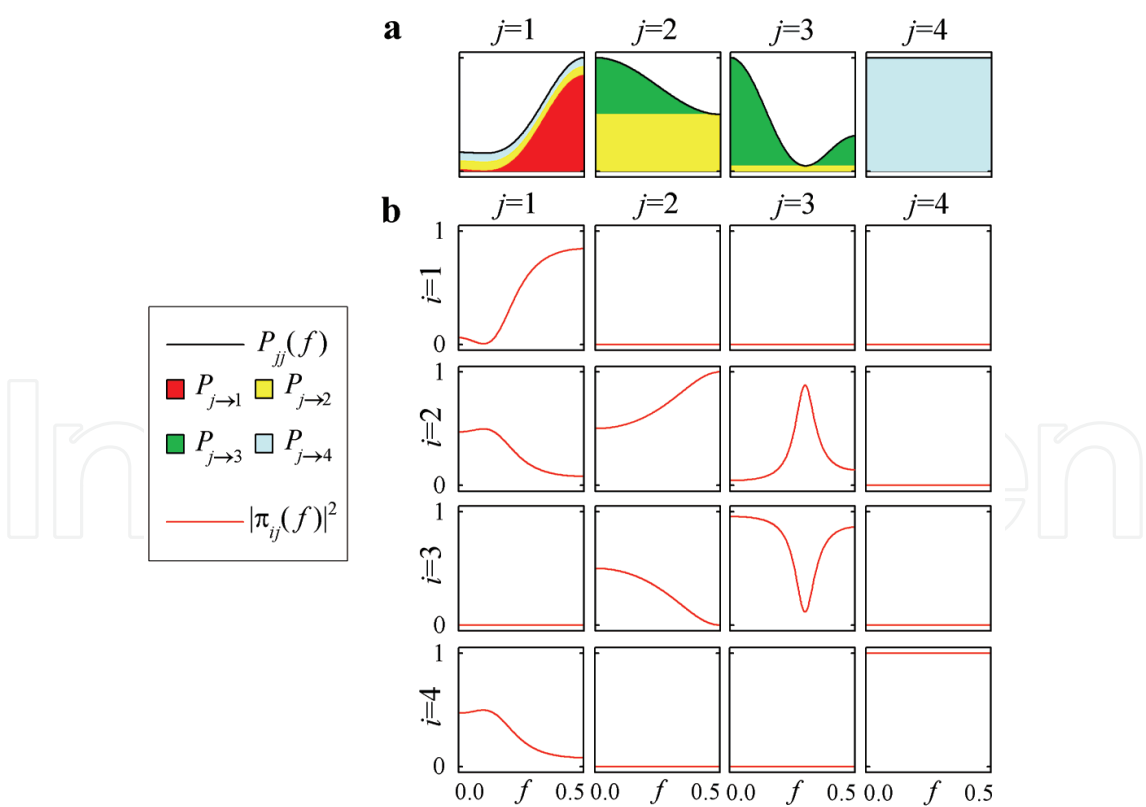 a
j=1 j=2 j=3 j=4
b
j=1 j=2 j=3 j=4
i=1 1 0
i=2 1 0
i=3 1 0
i=4 1 0
0.0 f 0.5 0.0 f 0.5 0.0 f 0.5 0.0 f 0.5
P_jj(f)
P_j→1 P_j→2
P_j→3 P_j→4
|π_ij(f)|²